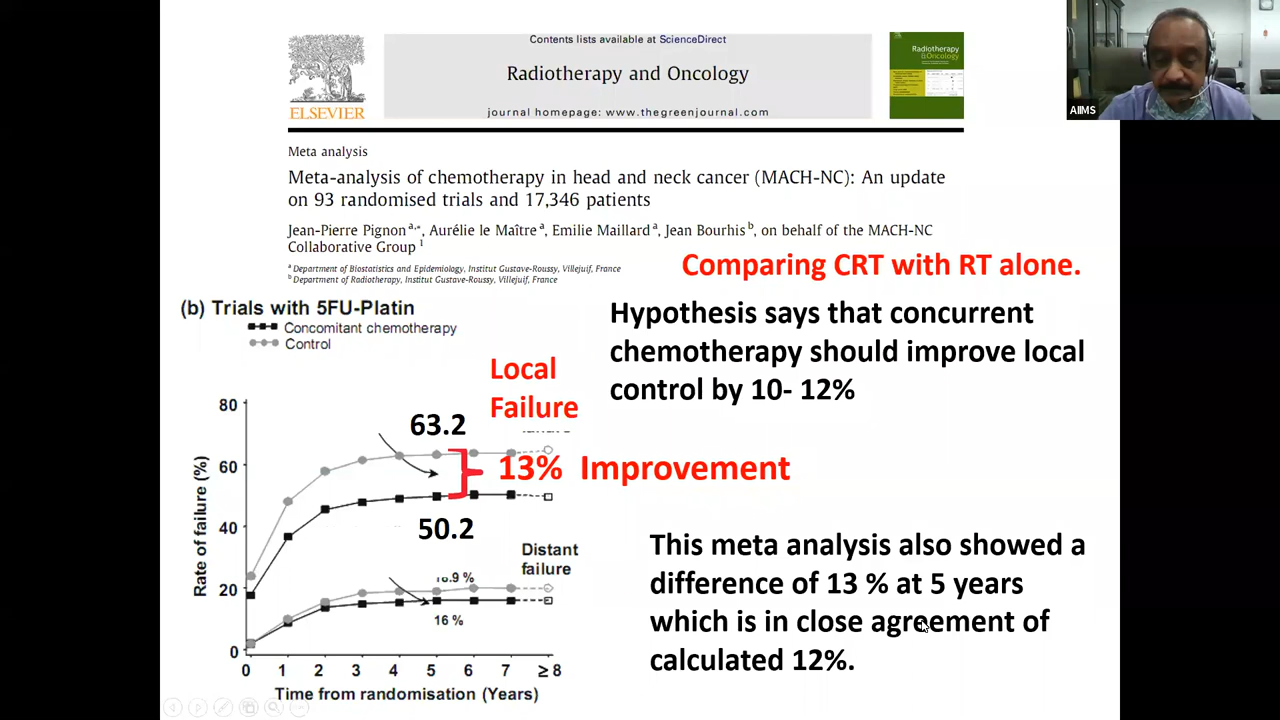 AIIMS
Contents lists available at ScienceDirect
Radiotherapy and Oncology
journal homepage: www.thegreenjournal.com
ELSEVIER
Radiotherapy
&Oncology
Meta analysis
Meta-analysis of chemotherapy in head and neck cancer (MACH-NC): An update
on 93 randomised trials and 17,346 patients
Jean-Pierre Pignon a,*, Aurélie le Maître a, Emilie Maillard a, Jean Bourhis b, on behalf of the MACH-NC
Collaborative Group 1
a Department of Biostatistics and Epidemiology, Institut Gustave-Roussy, Villejuif, France
b Department of Radiotherapy, Institut Gustave-Roussy, Villejuif, France
Comparing CRT with RT alone.
(b) Trials with 5FU-Platin
Concomitant chemotherapy
Control
Hypothesis says that concurrent
chemotherapy should improve local
control by 10- 12%
Local
Failure
63.2
13% Improvement
50.2
Distant
failure
16 %
80
60
40
20
0
Rate of failure (%)
0 1 2 3 4 5 6 7 ≥ 8
Time from randomisation (Years)
This meta analysis also showed a
difference of 13 % at 5 years
which is in close agreement of
calculated 12%.